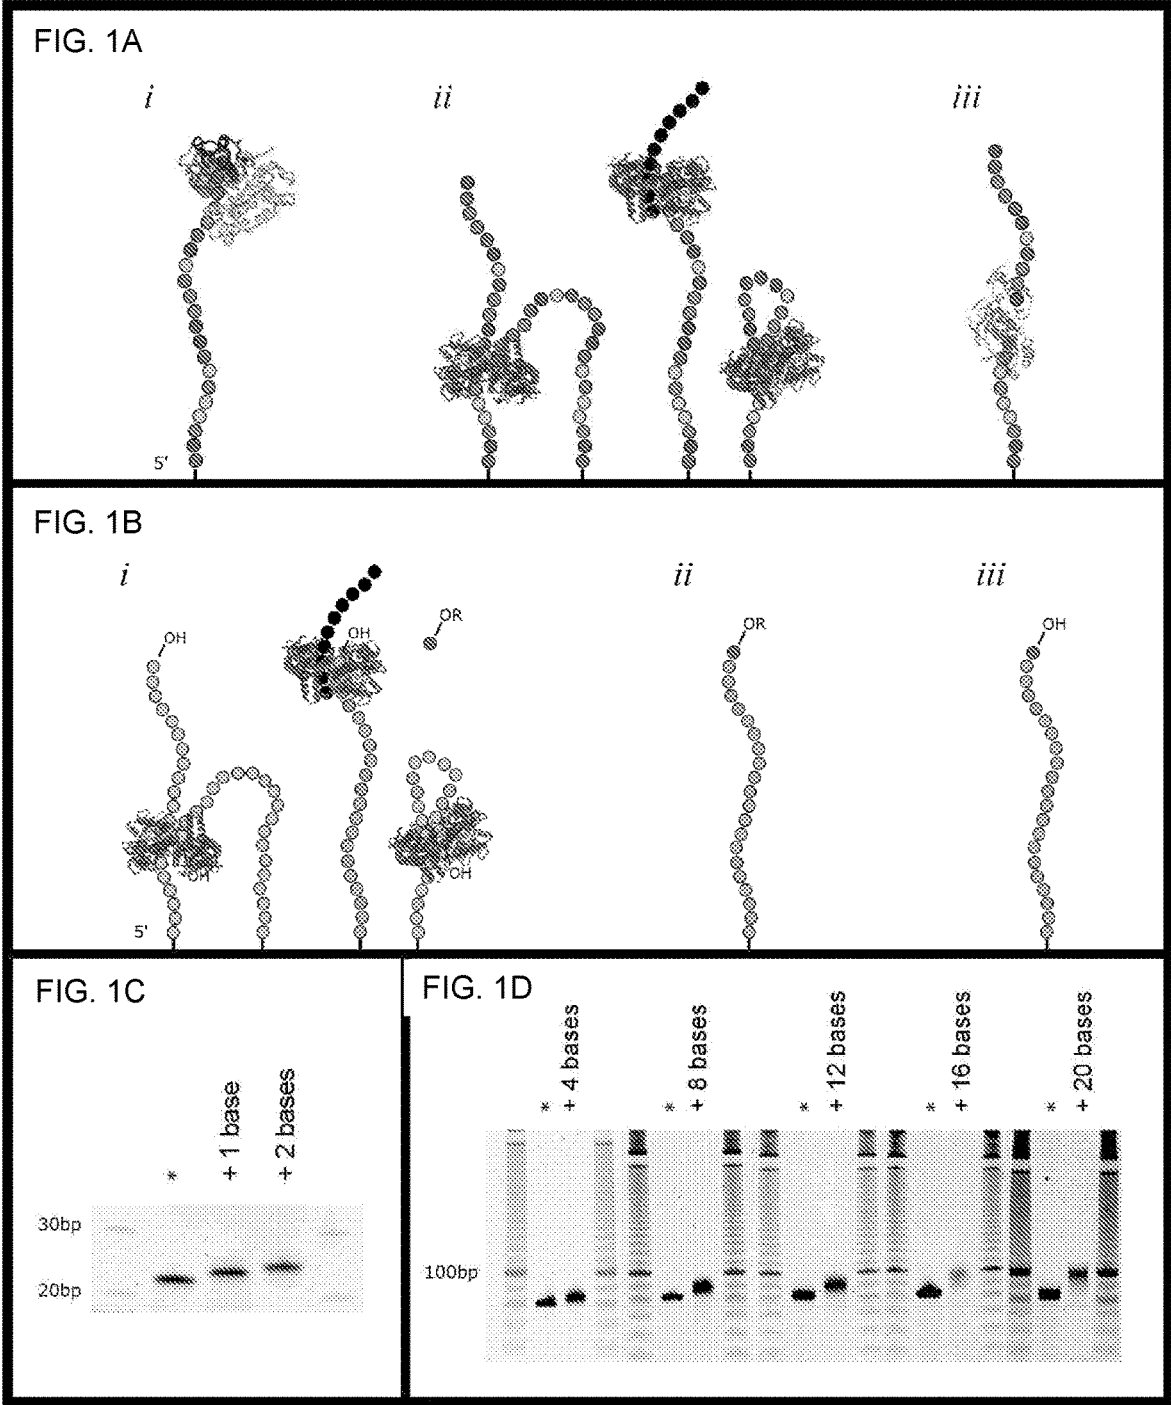 FIG. 1A
i
ii
iii
5'
FIG. 1B
i
ii
iii
OH
OH
OR
OR
OH
OH
OH
5'
FIG. 1C
FIG. 1D
*
+ 1 base
+ 2 bases
30bp
20bp
*
+ 4 bases
*
+ 8 bases
*
+ 12 bases
*
+ 16 bases
*
+ 20 bases
100bp